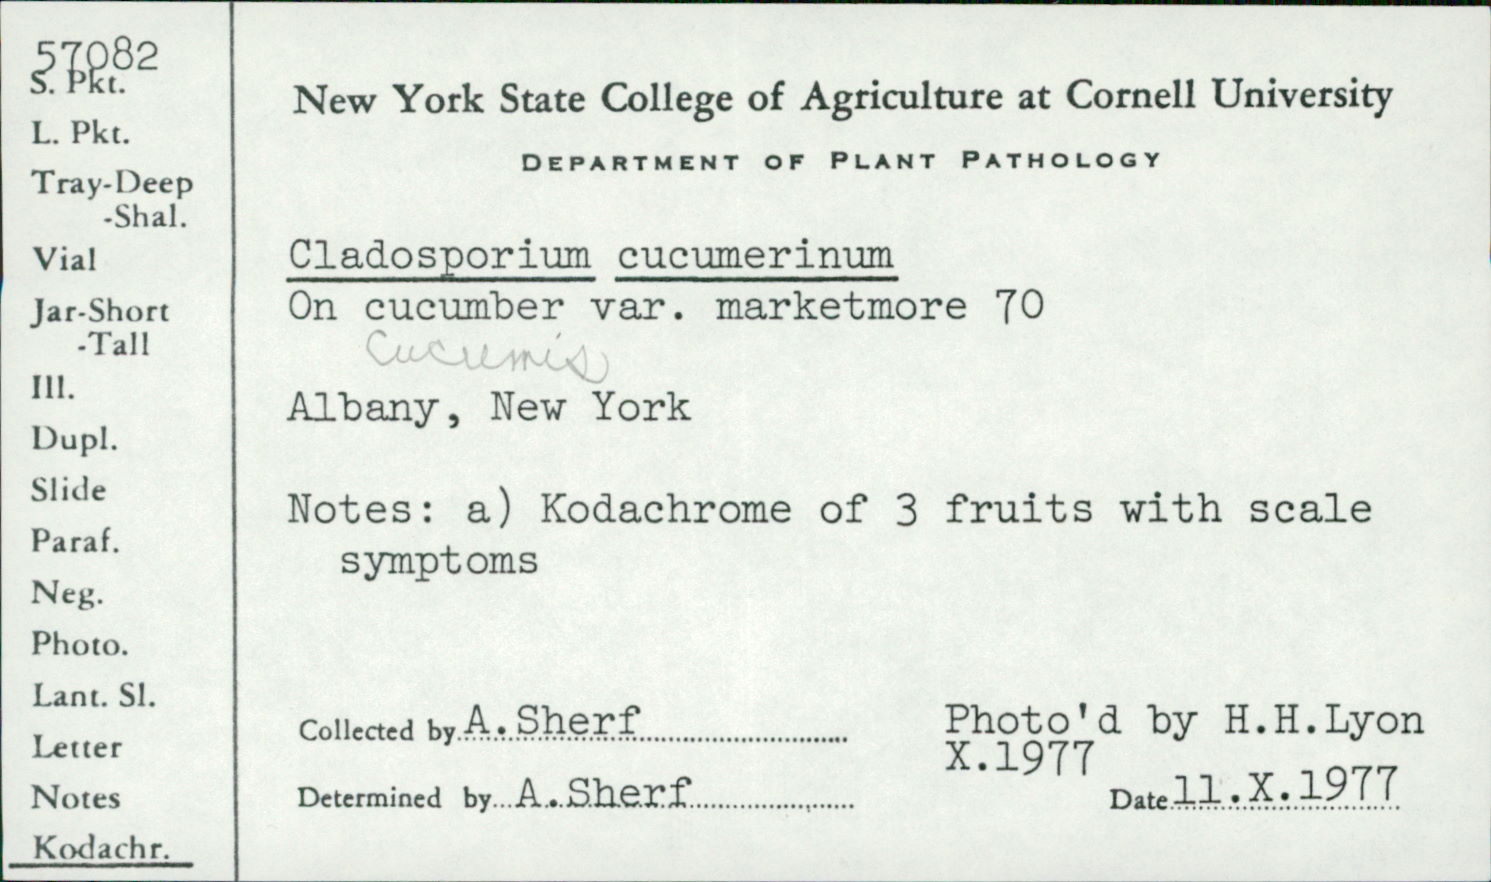 57082
S. Pkt.
L. Pkt.
Tray-Deep
-Shal.
Vial
Jar-Short
-Tall
Ill.
Dupl.
Slide
Paraf.
Neg.
Photo.
Lant. Sl.
Letter
Notes
Kodachr.
New York State College of Agriculture at Cornell University
DEPARTMENT OF PLANT PATHOLOGY
Cladosporium cucumerinum
On cucumber var. marketmore 70
Cucumis
Albany, New York
Notes: a) Kodachrome of 3 fruits with scale
symptoms
Collected by A. Sherf
Photo'd by H.H.Lyon
X.1977
Determined by A. Sherf
Date 11.X.1977